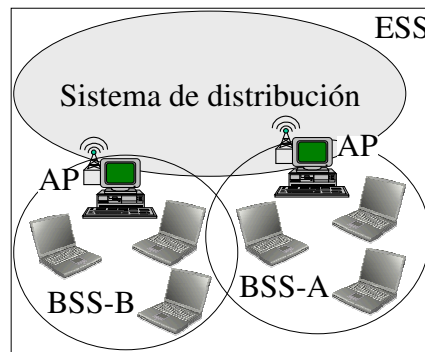 ESS
Sistema de distribución
AP
AP
BSS-B
BSS-A